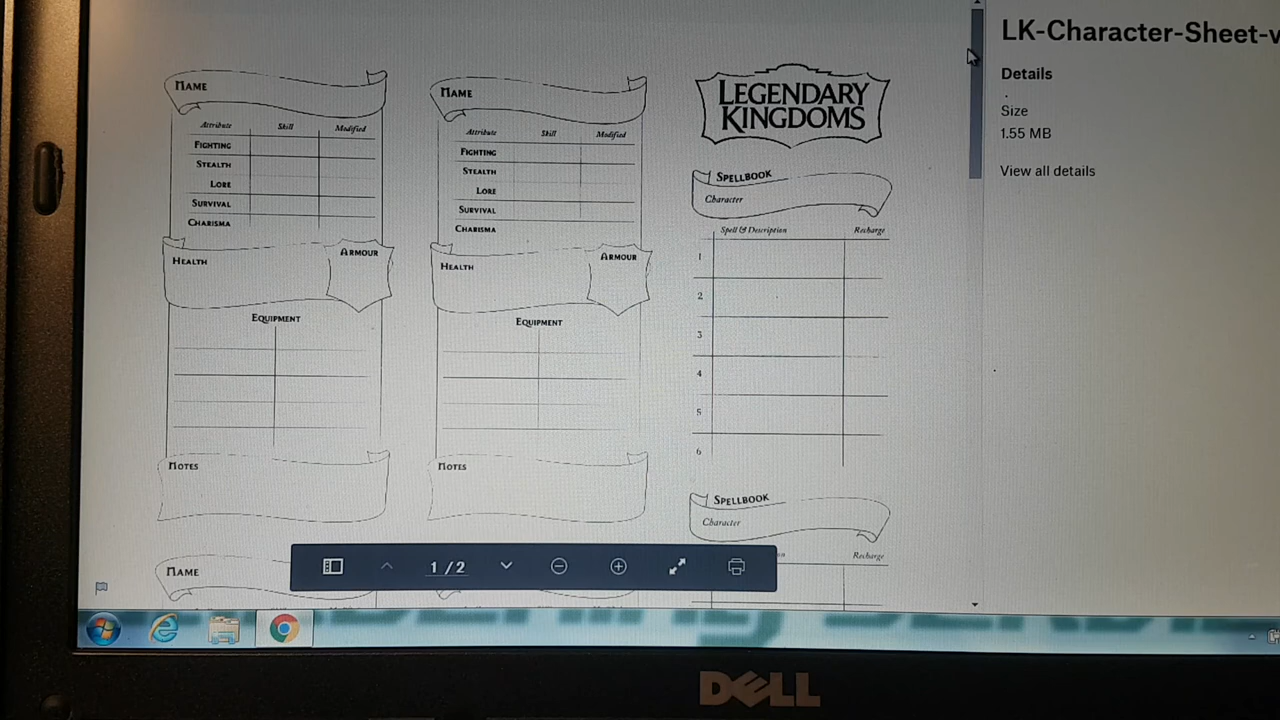 LK-Character-Sheet-v
Details
Size
1.55 MB
View all details
NAME
Attribute Skill Modified
FIGHTING
STEALTH
LORE
SURVIVAL
CHARISMA
HEALTH
ARMOUR
EQUIPMENT
NOTES
NAME
NAME
Attribute Skill Modified
FIGHTING
STEALTH
LORE
SURVIVAL
CHARISMA
HEALTH
ARMOUR
EQUIPMENT
NOTES
LEGENDARY
KINGDOMS
SPELLBOOK
Character
Spell & Description Recharge
1
2
3
4
5
6
SPELLBOOK
Character
Recharge
1 / 2
DELL